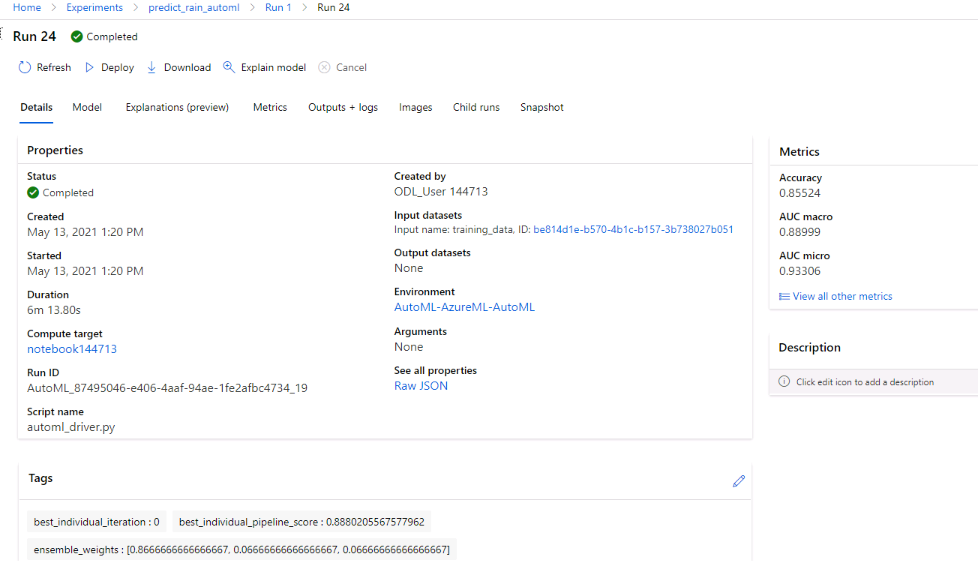 Home > Experiments > predict_rain_automl > Run 1 > Run 24
Run 24 Completed
Refresh Deploy Download Explain model Cancel
Details Model Explanations (preview) Metrics Outputs + logs Images Child runs Snapshot
Properties
Status
Completed
Created
May 13, 2021 1:20 PM
Started
May 13, 2021 1:20 PM
Duration
6m 13.80s
Compute target
notebook144713
Run ID
AutoML_87495046-e406-4aaf-94ae-1fe2afbc4734_19
Script name
automl_driver.py
Created by
ODL_User 144713
Input datasets
Input name: training_data, ID: be814d1e-b570-4b1c-b157-3b738027b051
Output datasets
None
Environment
AutoML-AzureML-AutoML
Arguments
None
See all properties
Raw JSON
Metrics
Accuracy
0.85524
AUC macro
0.88999
AUC micro
0.93306
View all other metrics
Description
Click edit icon to add a description
Tags
best_individual_iteration : 0 best_individual_pipeline_score : 0.8880205567577962
ensemble_weights : [0.8666666666666667, 0.06666666666666667, 0.06666666666666667]